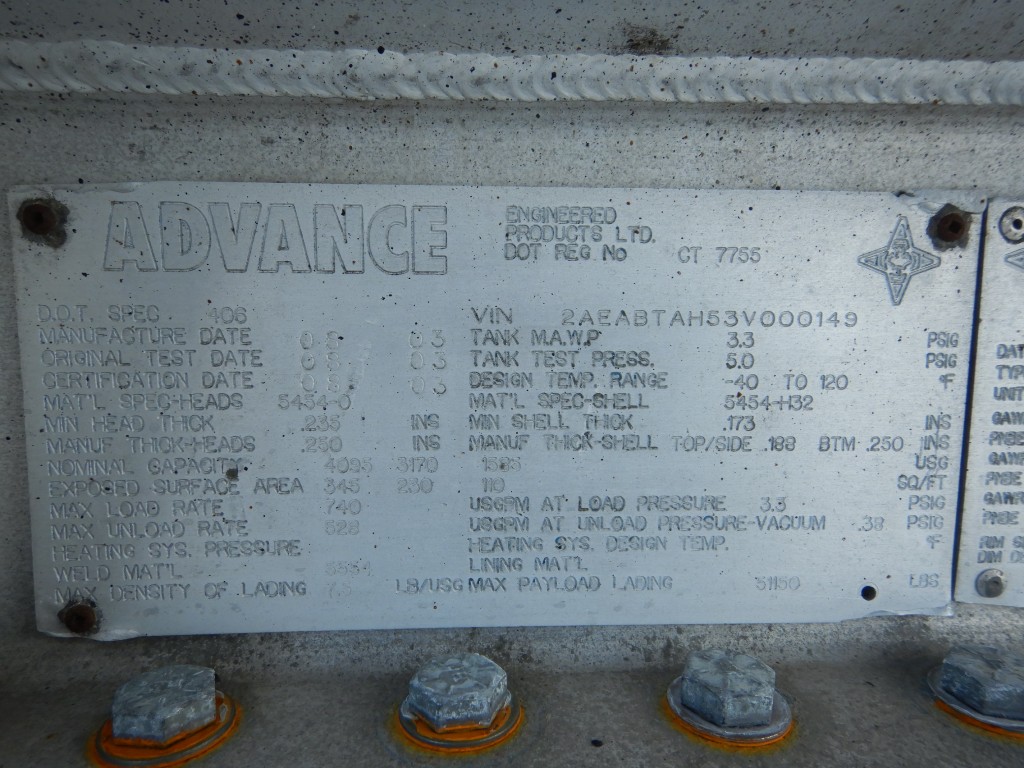 ADVANCE
ENGINEERED
PRODUCTS LTD.
DOT REG. No CT 7755
D.O.T. SPEC. 406 VIN 2AEABTAH53V000149
MANUFACTURE DATE 03 TANK M.A.W.P. 3.3 PSIG
ORIGINAL TEST DATE 03 TANK TEST PRESS. 5.0 PSIG
CERTIFICATION DATE 03 DESIGN TEMP. RANGE -40 TO 120 °F
MAT'L SPEC-HEADS 5454-0 MAT'L SPEC-SHELL 5454-H32
MIN HEAD THICK .235 INS MIN SHELL THICK .173 INS
MANUF THICK-HEADS .250 INS MANUF THICK-SHELL TOP/SIDE .188 BTM .250 INS
NOMINAL CAPACITY 3170 USG
EXPOSED SURFACE AREA 345 230 110 SQ/FT
MAX LOAD RATE 740 USGPM AT LOAD PRESSURE 3.3 PSIG
MAX UNLOAD RATE 528 USGPM AT UNLOAD PRESSURE-VACUUM .38 PSIG
HEATING SYS. PRESSURE HEATING SYS. DESIGN TEMP. °F
WELD MAT'L LINING MAT'L
MAX DENSITY OF LADING 7.5 LB/USG MAX PAYLOAD LADING 51150 LBS
UNIT
GAWR
GAWR
GAWR